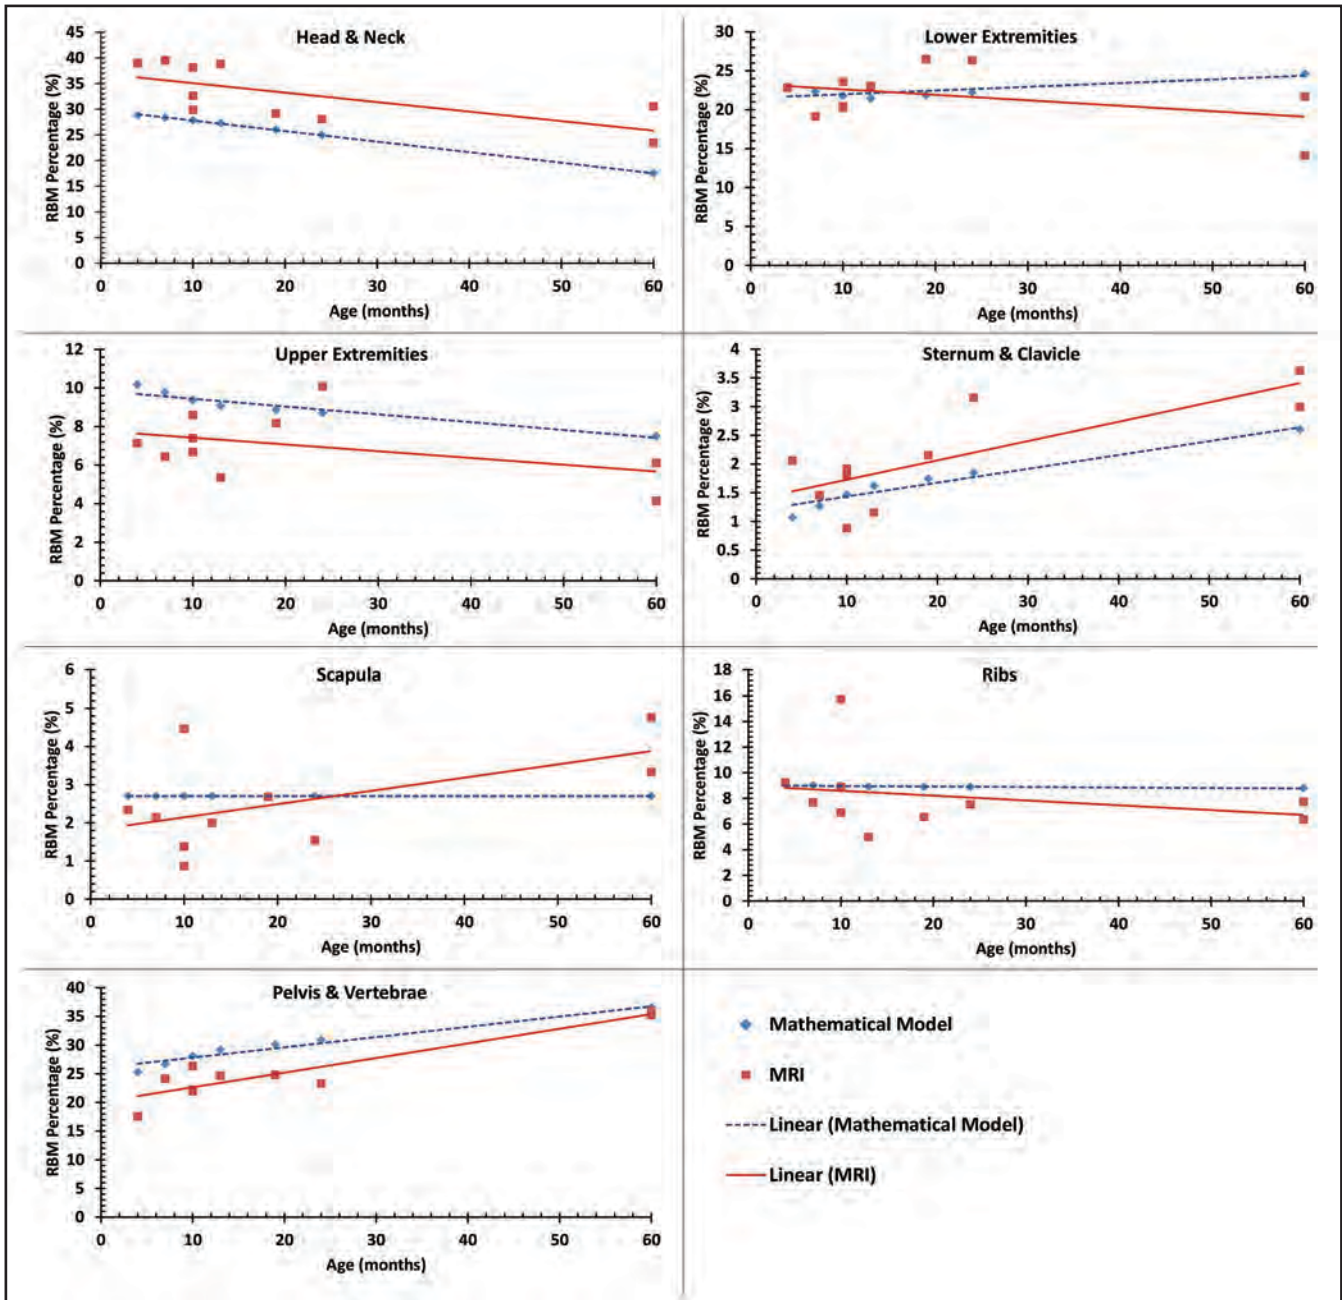 Head & Neck
RBM Percentage (%)
45
40
35
30
25
20
15
10
5
0
0 10 20 30 40 50 60
Age (months)
Lower Extremities
RBM Percentage (%)
30
25
20
15
10
5
0
0 10 20 30 40 50 60
Age (months)
Upper Extremities
RBM Percentage (%)
12
10
8
6
4
2
0
0 10 20 30 40 50 60
Age (months)
Sternum & Clavicle
RBM Percentage (%)
4
3.5
3
2.5
2
1.5
1
0.5
0
0 10 20 30 40 50 60
Age (months)
Scapula
RBM Percentage (%)
6
5
4
3
2
1
0
0 10 20 30 40 50 60
Age (months)
Ribs
RBM Percentage (%)
18
16
14
12
10
8
6
4
2
0
0 10 20 30 40 50 60
Age (months)
Pelvis & Vertebrae
RBM Percentage (%)
40
35
30
25
20
15
10
5
0
0 10 20 30 40 50 60
Age (months)
Mathematical Model
MRI
Linear (Mathematical Model)
Linear (MRI)